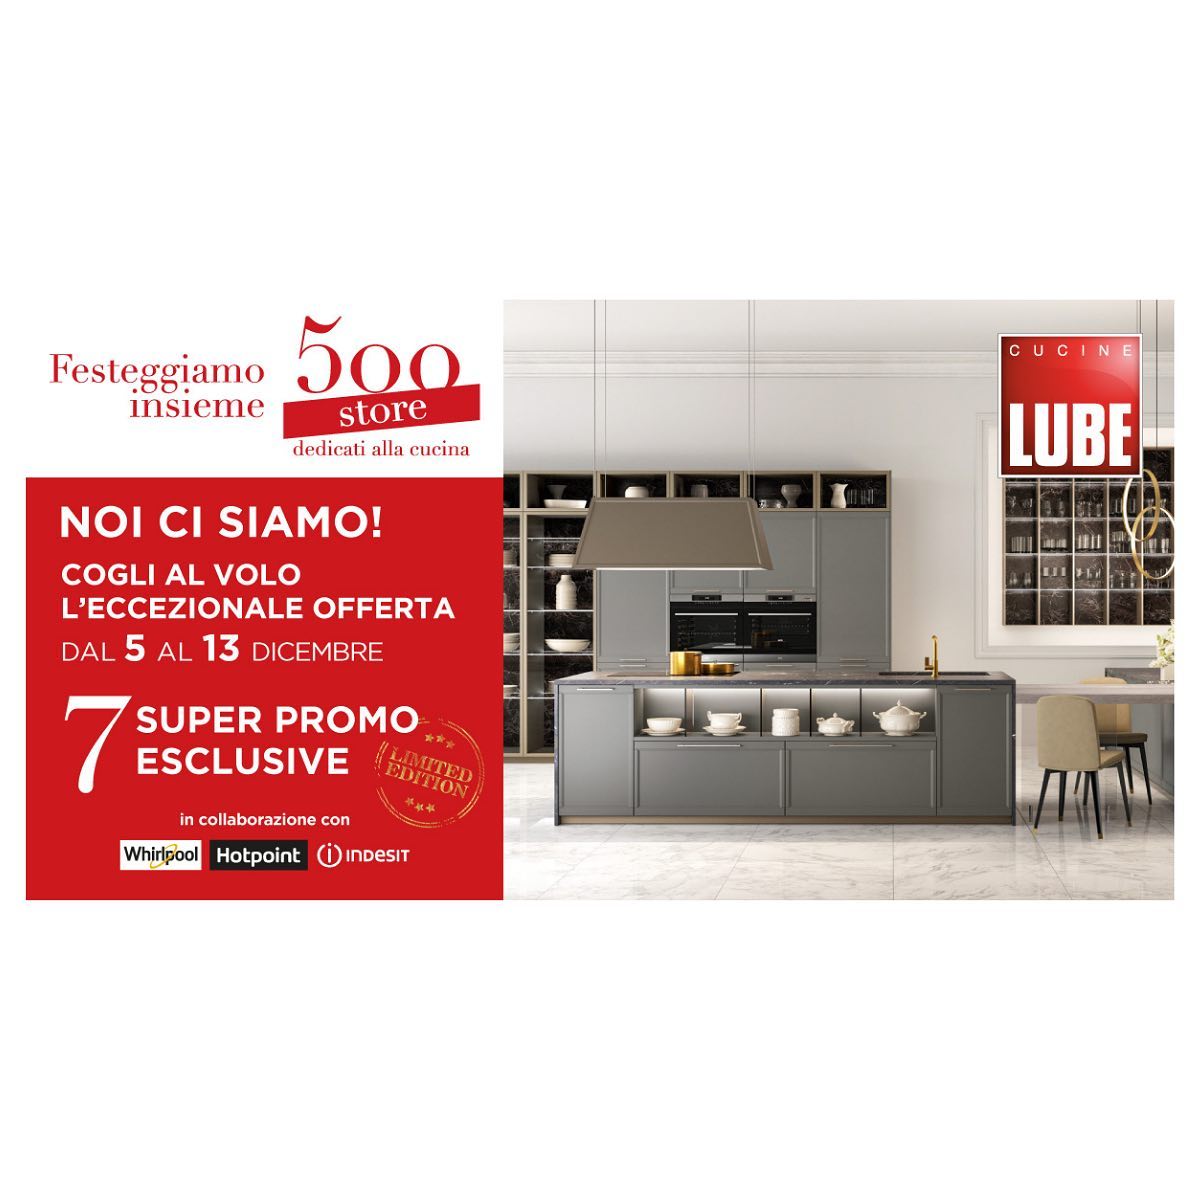 Festeggiamo
insieme
500
store
dedicati alla cucina
NOI CI SIAMO!
COGLI AL VOLO
L'ECCEZIONALE OFFERTA
DAL 5 AL 13 DICEMBRE
7 SUPER PROMO
ESCLUSIVE
LIMITED
EDITION
in collaborazione con
Whirlpool Hotpoint indesit
CUCINE
LUBE